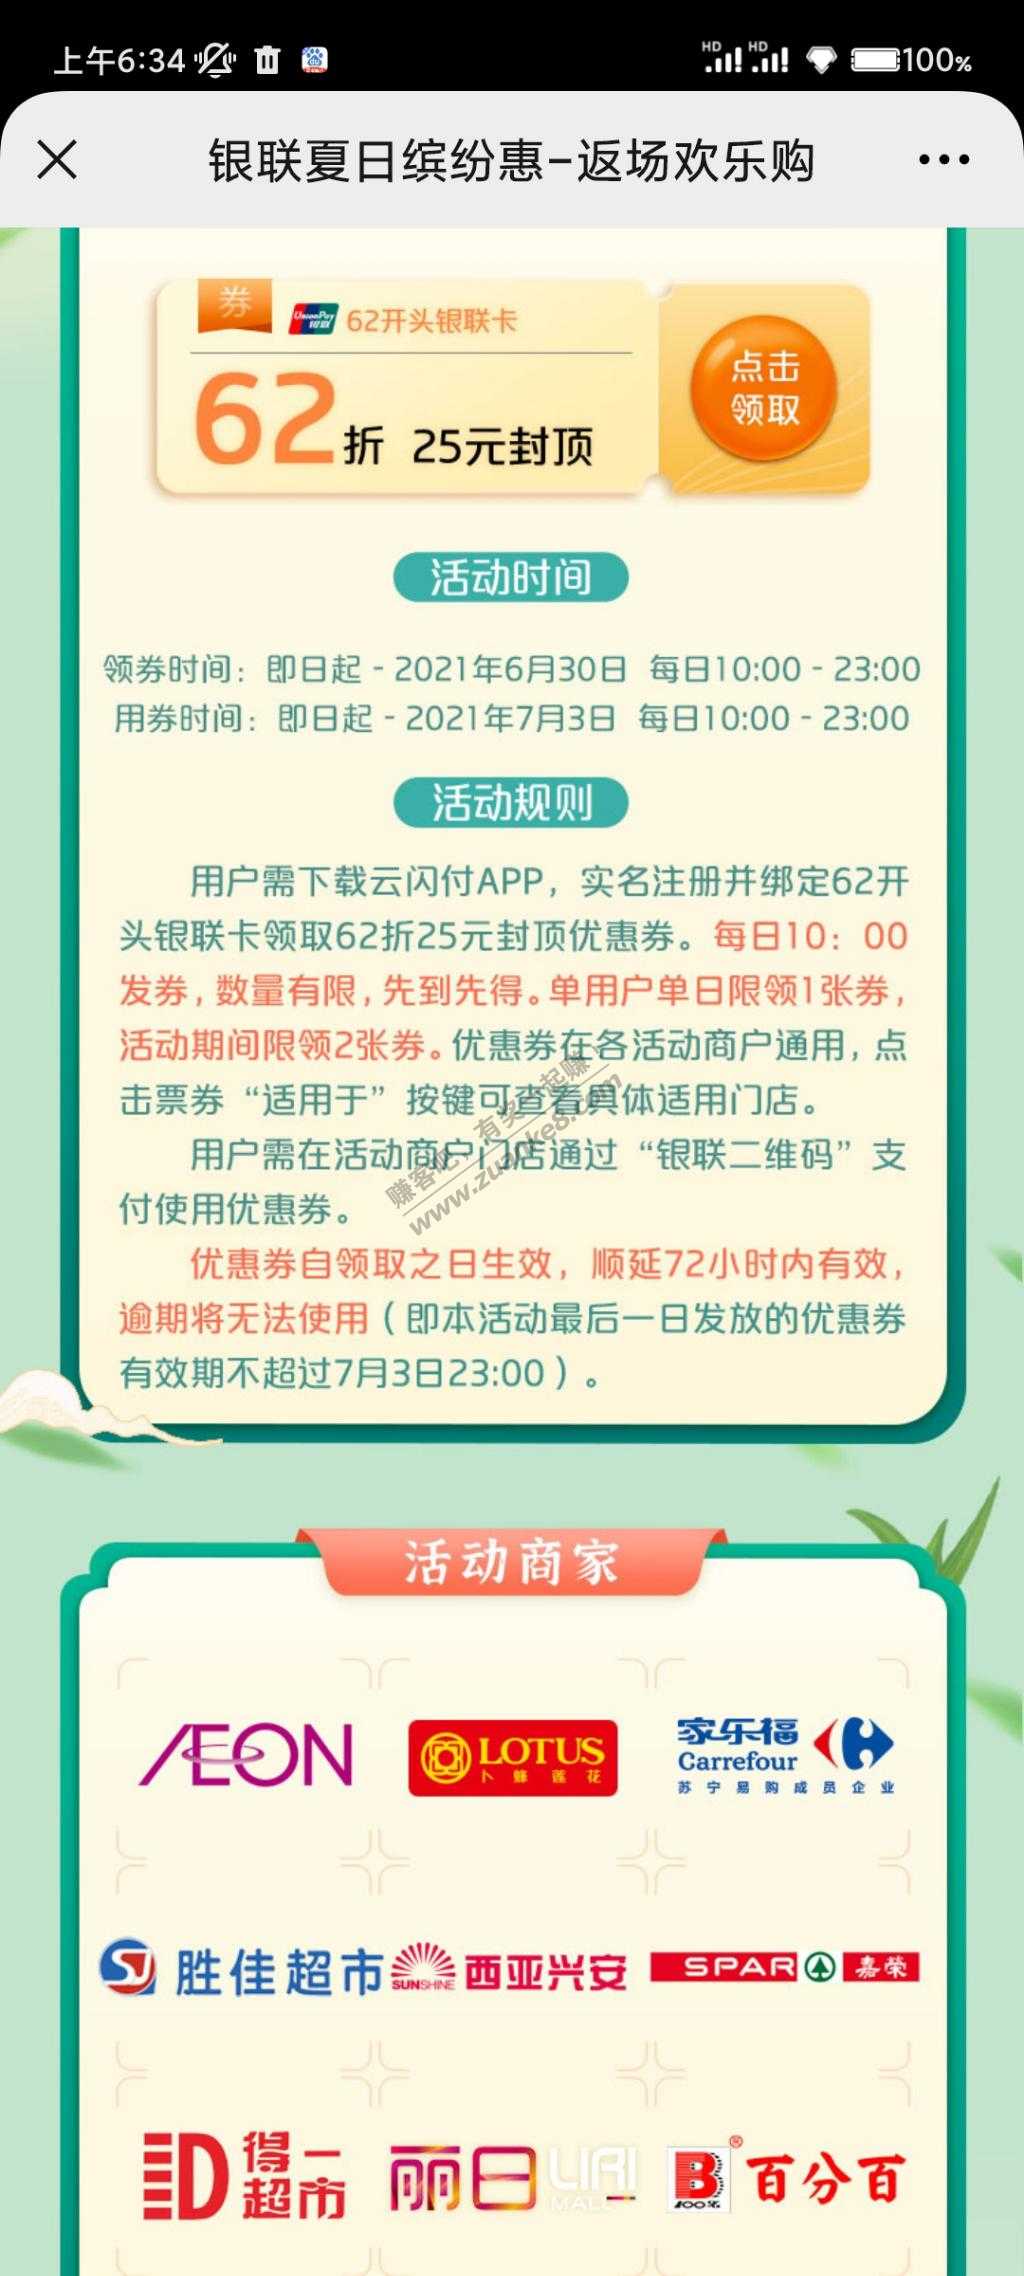 上午6:34
HD HD 100%
银联夏日缤纷惠-返场欢乐购
券
UnionPay 银联 62开头银联卡
62折 25元封顶
点击
领取
活动时间
领券时间：即日起 - 2021年6月30日 每日10:00 - 23:00
用券时间：即日起 - 2021年7月3日 每日10:00 - 23:00
活动规则
用户需下载云闪付APP，实名注册并绑定62开
头银联卡领取62折25元封顶优惠券。每日10：00
发券，数量有限，先到先得。单用户单日限领1张券，
活动期间限领2张券。优惠券在各活动商户通用，点
击票券“适用于”按键可查看具体适用门店。
用户需在活动商户门店通过“银联二维码”支
付使用优惠券。
优惠券自领取之日生效，顺延72小时内有效，
逾期将无法使用（即本活动最后一日发放的优惠券
有效期不超过7月3日23:00）。
赚客吧，有奖一起赚！
www.zuanke8.com
活动商家
ÆON
LOTUS
卜蜂莲花
家乐福
Carrefour
苏宁易购成员企业
SJ 胜佳超市
SUNSHINE 西亚兴安
SPAR 嘉荣
D 得一超市
丽日 LIRI
MALL
B 100% ® 百分百